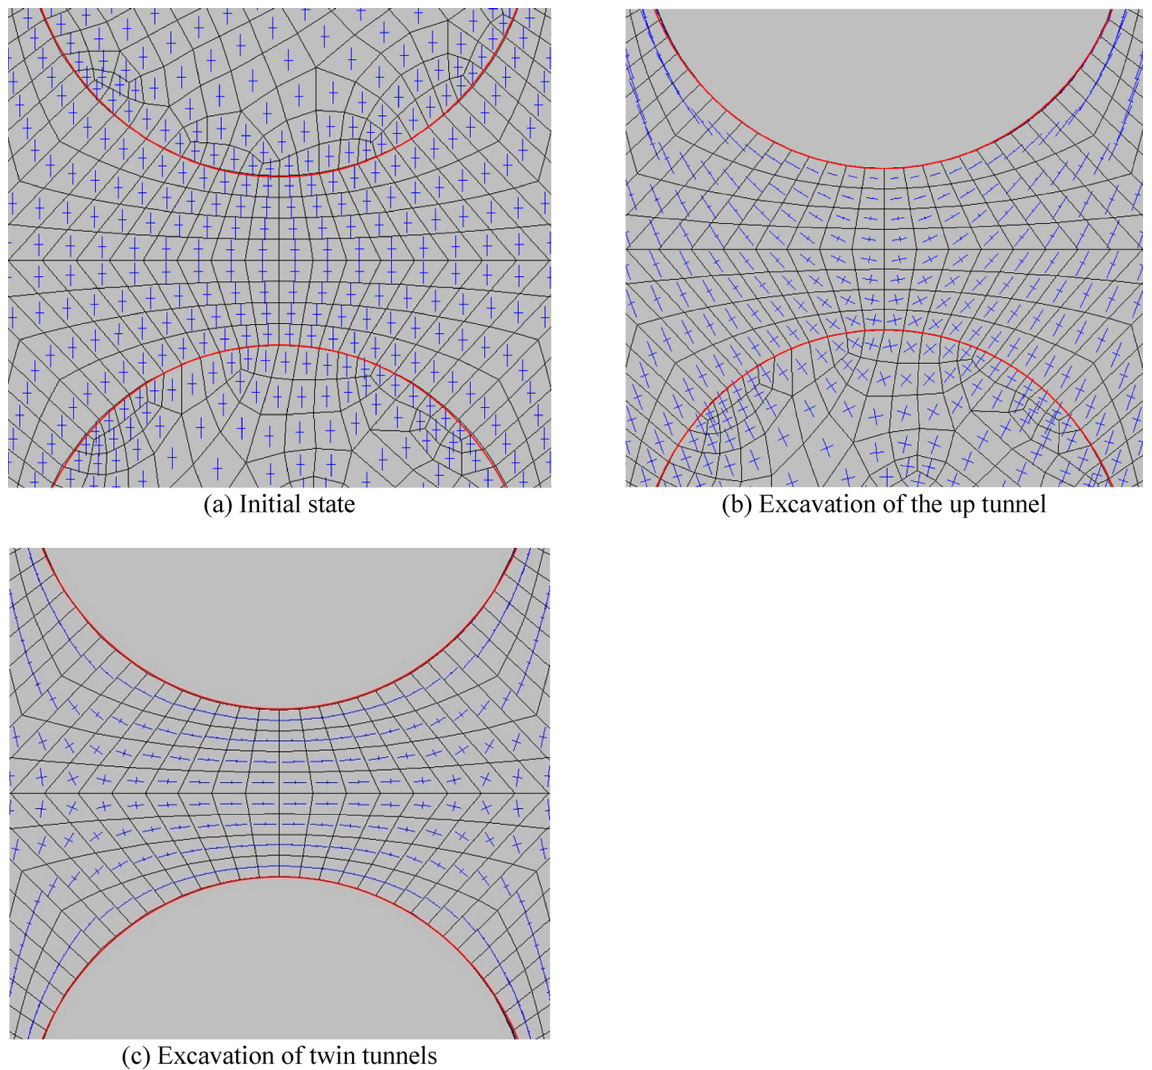 (a) Initial state
(b) Excavation of the up tunnel
(c) Excavation of twin tunnels